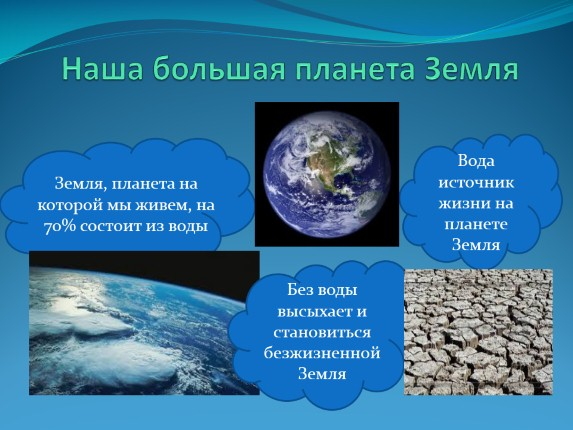 Наша большая планета Земля
Земля, планета на
которой мы живем, на
70% состоит из воды
Вода
источник
жизни на
планете
Земля
Без воды
высыхает и
становиться
безжизненной
Земля